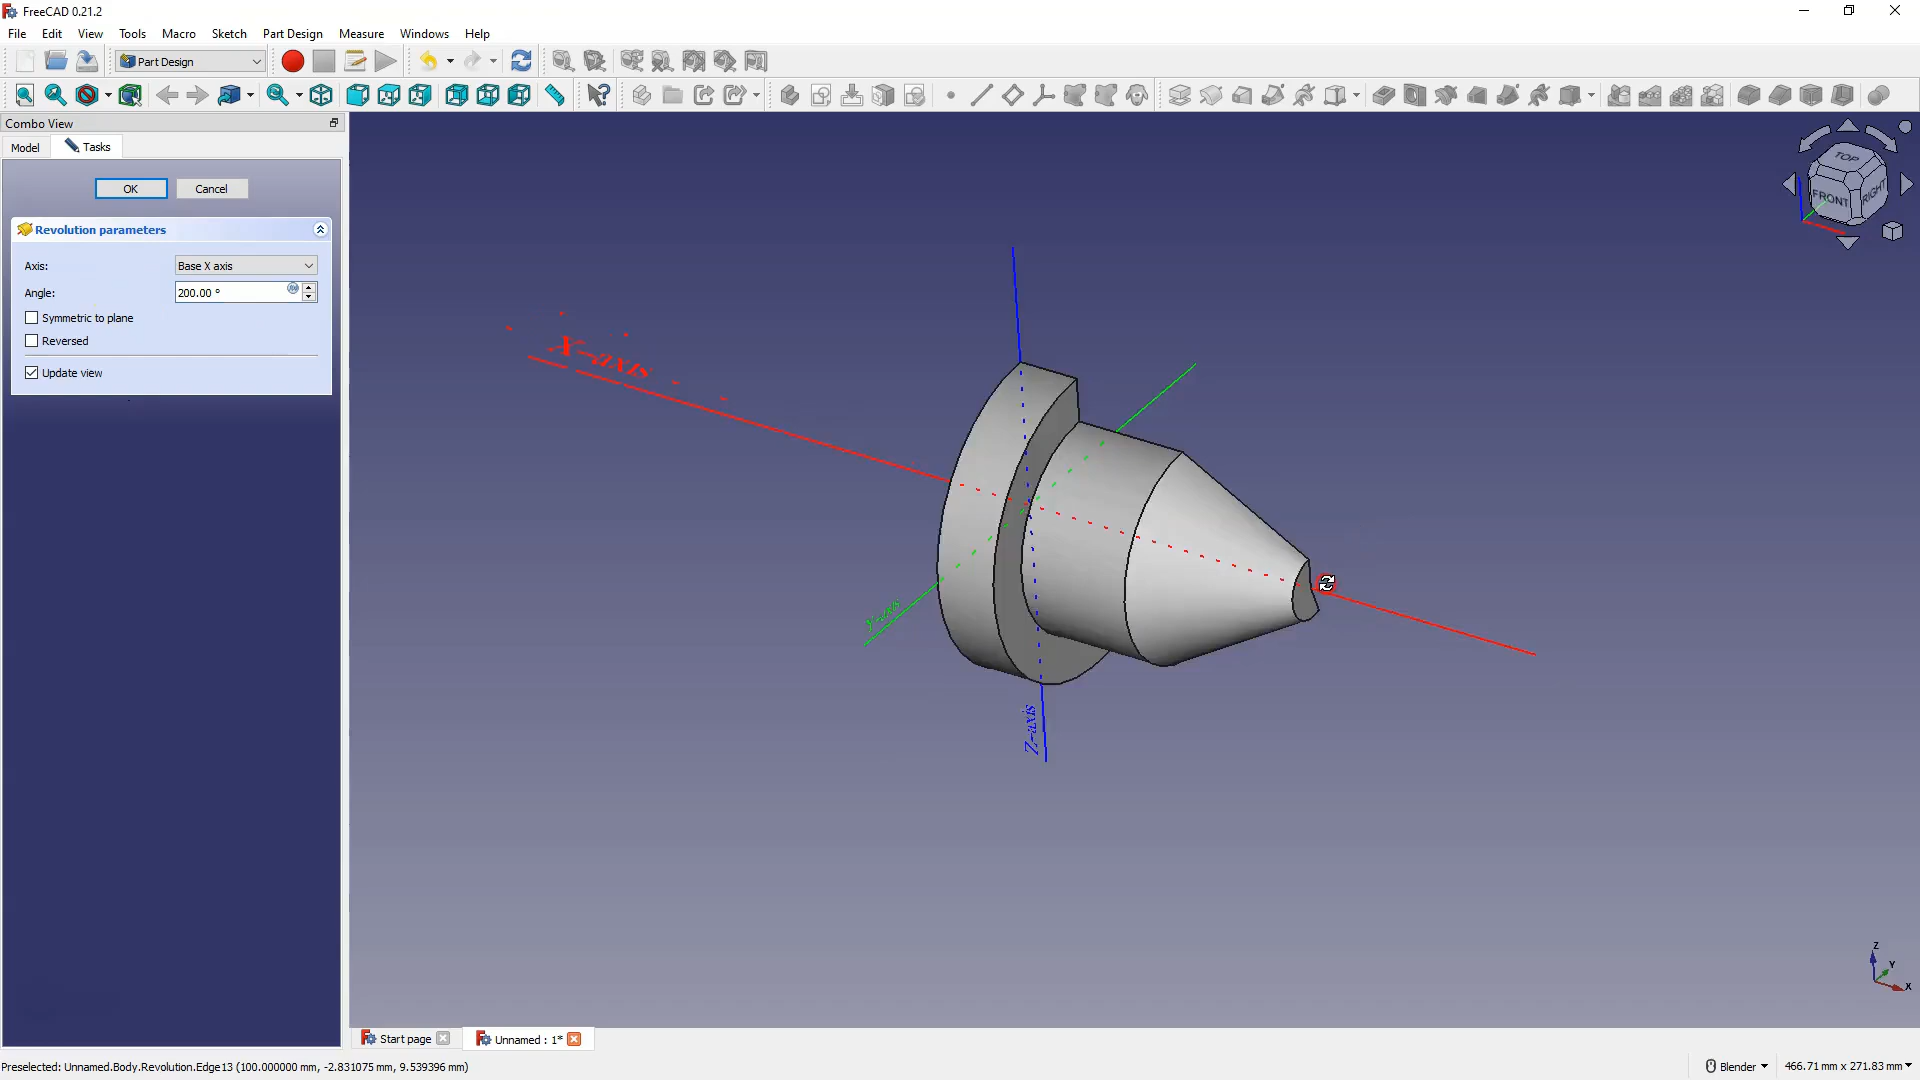 FreeCAD 0.21.2
File Edit View Tools Macro Sketch Part Design Measure Windows Help
Part Design
Combo View
Model Tasks
OK Cancel
Revolution parameters
Axis: Base X axis
Angle: 200.00 °
Symmetric to plane
Reversed
Update view
X-axis
Y-axis
Z-axis
TOP
FRONT RIGHT
Z
Y
X
Start page Unnamed : 1*
Preselected: Unnamed.Body.Revolution.Edge13 (100.000000 mm, -2.831075 mm, 9.539396 mm)
Blender 466.71 mm x 271.83 mm